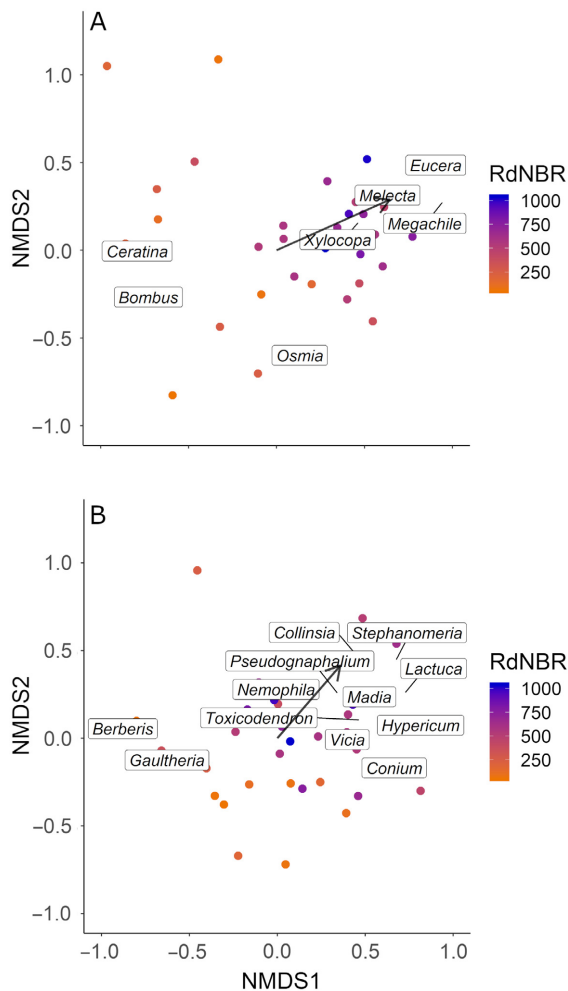 A
1.0
0.5
0.0
−0.5
−1.0
NMDS2
Eucera
Melecta
Megachile
Xylocopa
Ceratina
Bombus
Osmia
RdNBR
1000
750
500
250
B
1.0
0.5
0.0
−0.5
−1.0
NMDS2
Collinsia
Stephanomeria
Pseudognaphalium
Lactuca
Nemophila
Madia
Toxicodendron
Hypericum
Berberis
Vicia
Gaultheria
Conium
RdNBR
1000
750
500
250
−1.0 −0.5 0.0 0.5 1.0
NMDS1